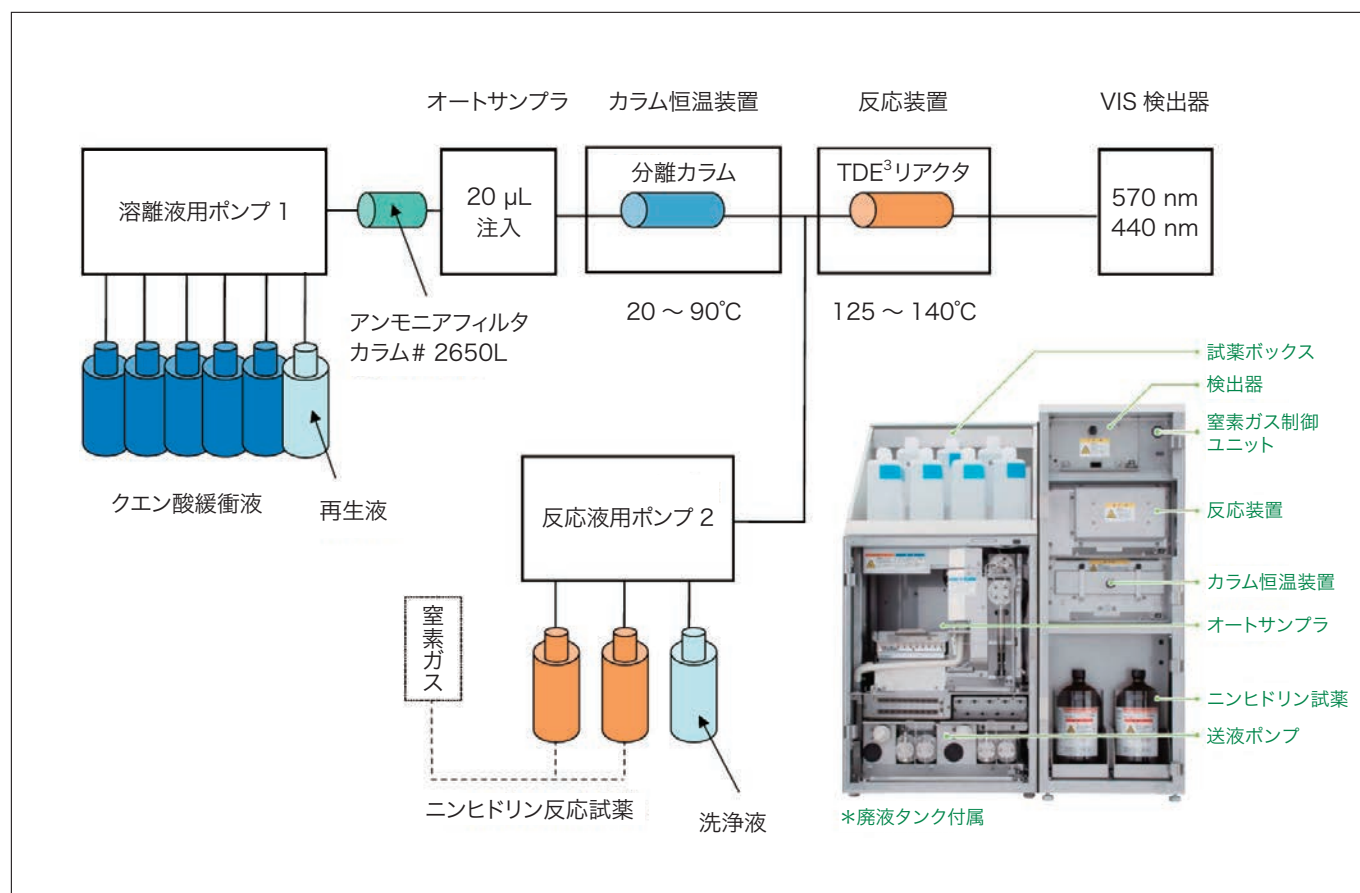 オートサンプラ
カラム恒温装置
反応装置
VIS 検出器
溶離液用ポンプ 1
20 µL
注入
分離カラム
TDE³リアクタ
570 nm
440 nm
アンモニアフィルタ
カラム# 2650L
20 ～ 90℃
125 ～ 140℃
クエン酸緩衝液
再生液
反応液用ポンプ 2
窒素ガス
ニンヒドリン反応試薬
洗浄液
試薬ボックス
検出器
窒素ガス制御
ユニット
反応装置
カラム恒温装置
オートサンプラ
ニンヒドリン試薬
送液ポンプ
＊廃液タンク付属